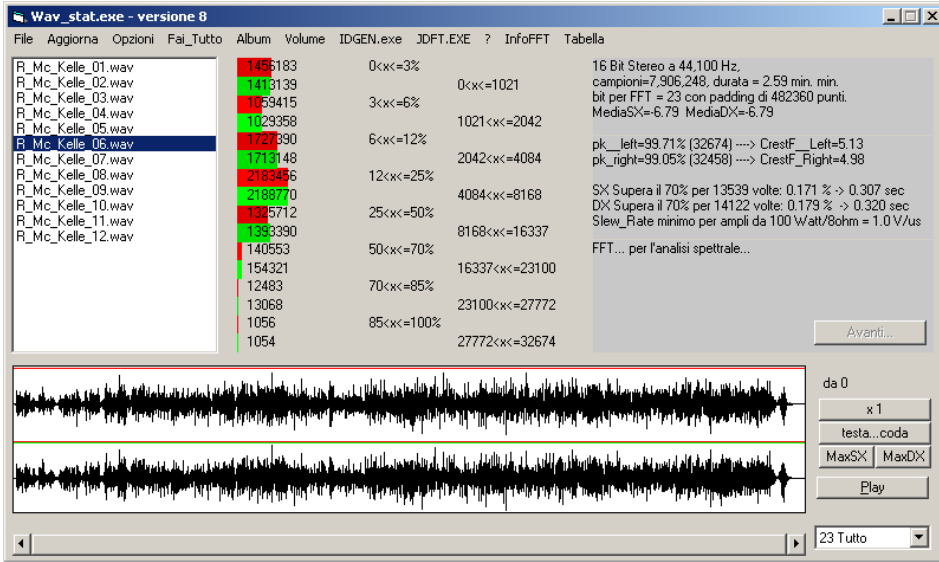 Wav_stat.exe - versione 8
File Aggiorna Opzioni Fai_Tutto Album Volume IDGEN.exe JDFT.EXE ? InfoFFT Tabella
R_Mc_Kelle_01.wav
R_Mc_Kelle_02.wav
R_Mc_Kelle_03.wav
R_Mc_Kelle_04.wav
R_Mc_Kelle_05.wav
R_Mc_Kelle_06.wav
R_Mc_Kelle_07.wav
R_Mc_Kelle_08.wav
R_Mc_Kelle_09.wav
R_Mc_Kelle_10.wav
R_Mc_Kelle_11.wav
R_Mc_Kelle_12.wav
1456183 0<x<=3%
1413139 0<x<=1021
1059415 3<x<=6%
1029358 1021<x<=2042
1727390 6<x<=12%
1713148 2042<x<=4084
2183456 12<x<=25%
2188770 4084<x<=8168
1325712 25<x<=50%
1393390 8168<x<=16337
140553 50<x<=70%
154321 16337<x<=23100
12483 70<x<=85%
13068 23100<x<=27772
1056 85<x<=100%
1054 27772<x<=32674
16 Bit Stereo a 44,100 Hz,
campioni=7,906,248, durata = 2.59 min. min.
bit per FFT = 23 con padding di 482360 punti.
MediaSX=-6.79 MediaDX=-6.79
pk__left=99.71% (32674) ----> CrestF__Left=5.13
pk_right=99.05% (32458) ----> CrestF_Right=4.98
SX Supera il 70% per 13539 volte: 0.171 % -> 0.307 sec
DX Supera il 70% per 14122 volte: 0.179 % -> 0.320 sec
Slew_Rate minimo per ampli da 100 Watt/8ohm = 1.0 V/us
FFT... per l'analisi spettrale...
Avanti...
da 0
x 1
testa...coda
MaxSX MaxDX
Play
23 Tutto